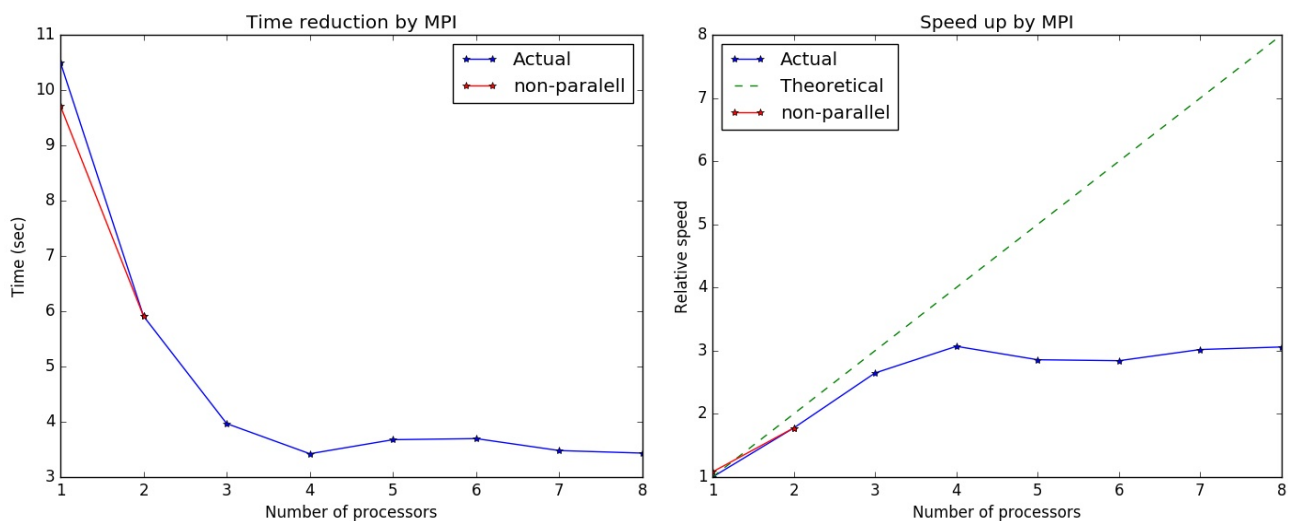 Time reduction by MPI
11
10
9
8
7
6
5
4
3
Time (sec)
Actual
non-paralell
1 2 3 4 5 6 7 8
Number of processors
Speed up by MPI
8
7
6
5
4
3
2
1
Relative speed
Actual
Theoretical
non-parallel
1 2 3 4 5 6 7 8
Number of processors